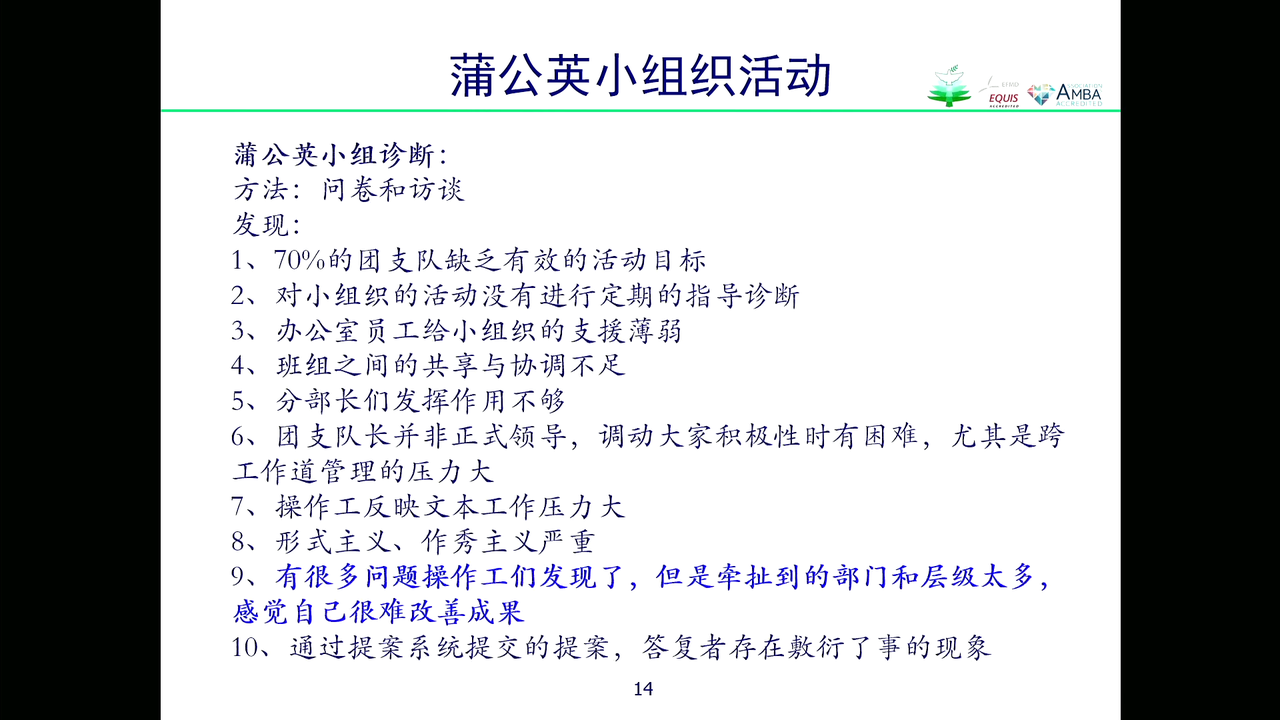 蒲公英小组织活动
EFMD
EQUIS
ACCREDITED
ASSOCIATION
AMBA
ACCREDITED
蒲公英小组诊断：
方法： 问卷和访谈
发现：
1、70%的团支队缺乏有效的活动目标
2、对小组织的活动没有进行定期的指导诊断
3、办公室员工给小组织的支援薄弱
4、班组之间的共享与协调不足
5、分部长们发挥作用不够
6、团支队长并非正式领导，调动大家积极性时有困难，尤其是跨
工作道管理的压力大
7、操作工反映文本工作压力大
8、形式主义、作秀主义严重
9、有很多问题操作工们发现了，但是牵扯到的部门和层级太多，
感觉自己很难改善成果
10、通过提案系统提交的提案，答复者存在敷衍了事的现象
14